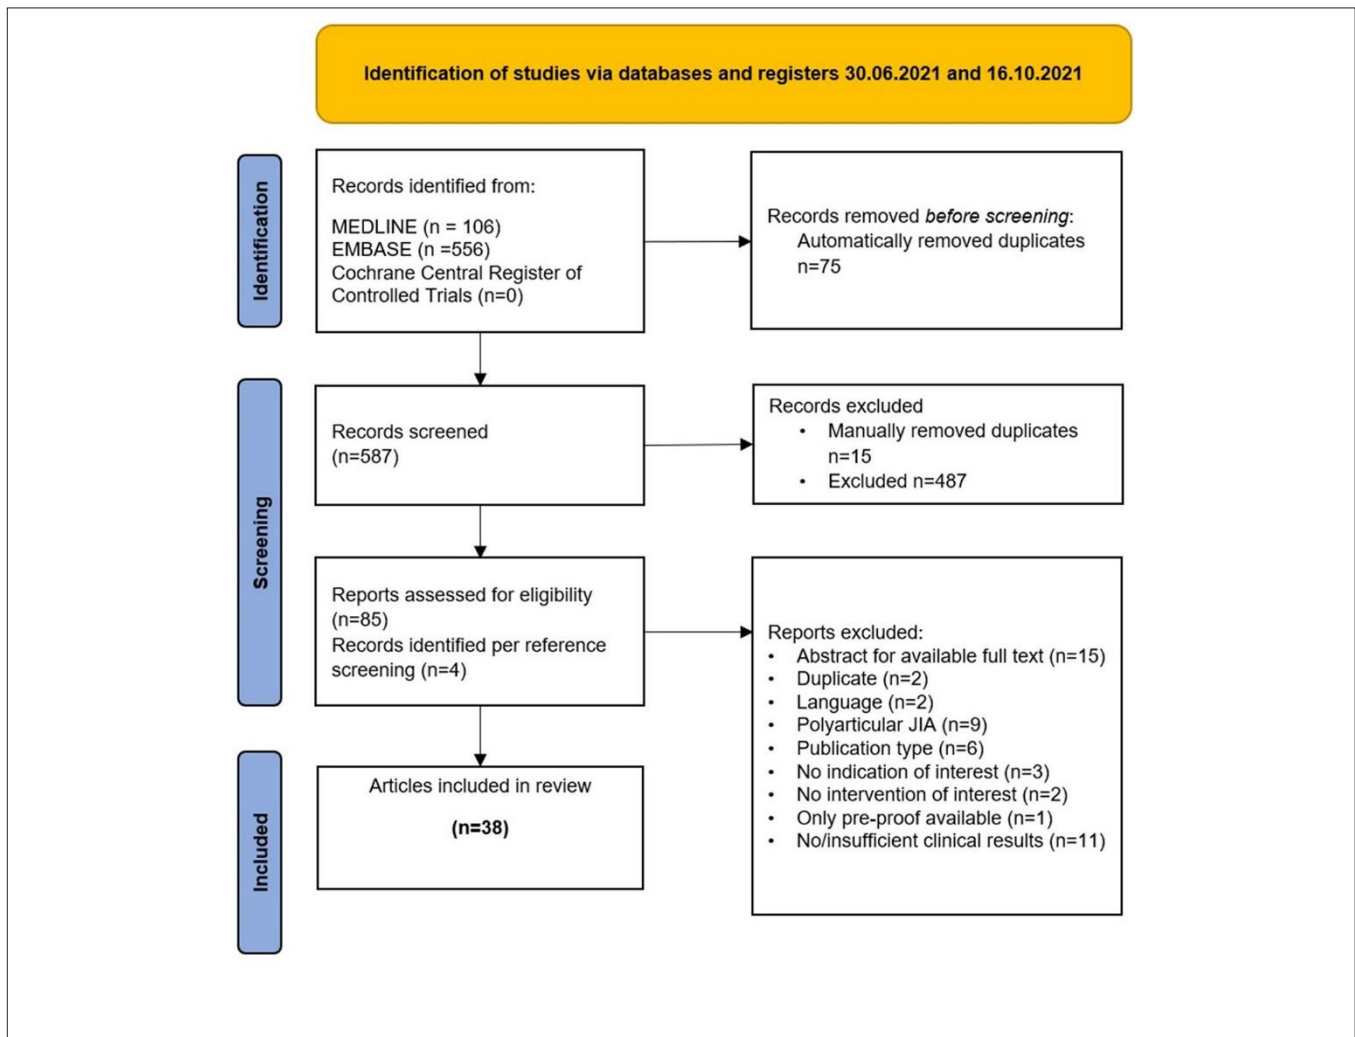 Identification of studies via databases and registers 30.06.2021 and 16.10.2021
Identification
Records identified from:
MEDLINE (n = 106)
EMBASE (n =556)
Cochrane Central Register of
Controlled Trials (n=0)
Records removed before screening:
Automatically removed duplicates
n=75
Screening
Records screened
(n=587)
Records excluded
• Manually removed duplicates
n=15
• Excluded n=487
Reports assessed for eligibility
(n=85)
Records identified per reference
screening (n=4)
Reports excluded:
• Abstract for available full text (n=15)
• Duplicate (n=2)
• Language (n=2)
• Polyarticular JIA (n=9)
• Publication type (n=6)
• No indication of interest (n=3)
• No intervention of interest (n=2)
• Only pre-proof available (n=1)
• No/insufficient clinical results (n=11)
Included
Articles included in review
(n=38)